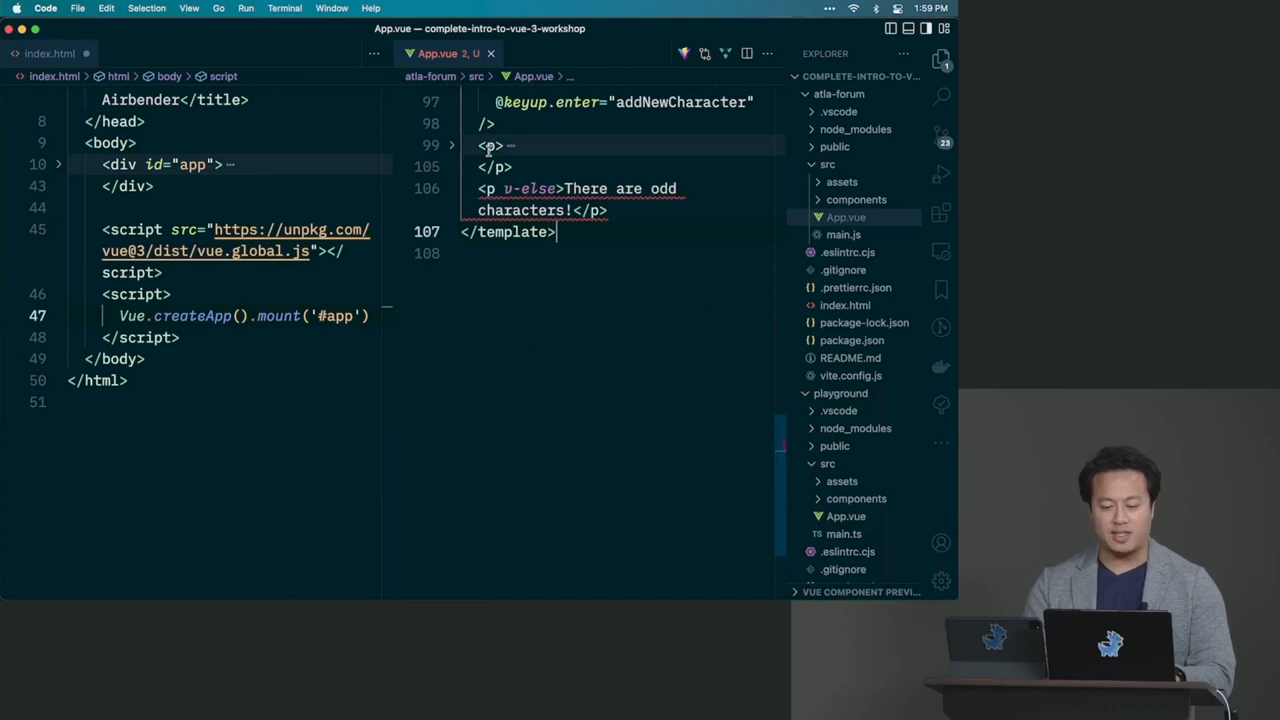 Code File Edit Selection View Go Run Terminal Window Help 1:59 PM
App.vue — complete-intro-to-vue-3-workshop
index.html
App.vue 2, U
EXPLORER
index.html > html > body > script
atla-forum > src > App.vue > ...
Airbender</title>
8 </head>
9 <body>
10 <div id="app">
43 </div>
44
45 <script src="https://unpkg.com/
vue@3/dist/vue.global.js"></
script>
46 <script>
47 Vue.createApp().mount('#app')
48 </script>
49 </body>
50 </html>
51
97 @keyup.enter="addNewCharacter"
98 />
99 <p>
105 </p>
106 <p v-else>There are odd
characters!</p>
107 </template>
108
COMPLETE-INTRO-TO-V...
atla-forum
.vscode
node_modules
public
src
assets
components
App.vue
main.js
.eslintrc.cjs
.gitignore
.prettierrc.json
index.html
package-lock.json
package.json
README.md
vite.config.js
playground
.vscode
node_modules
public
src
assets
components
App.vue
TS main.ts
.eslintrc.cjs
.gitignore
VUE COMPONENT PREVI...
1
23